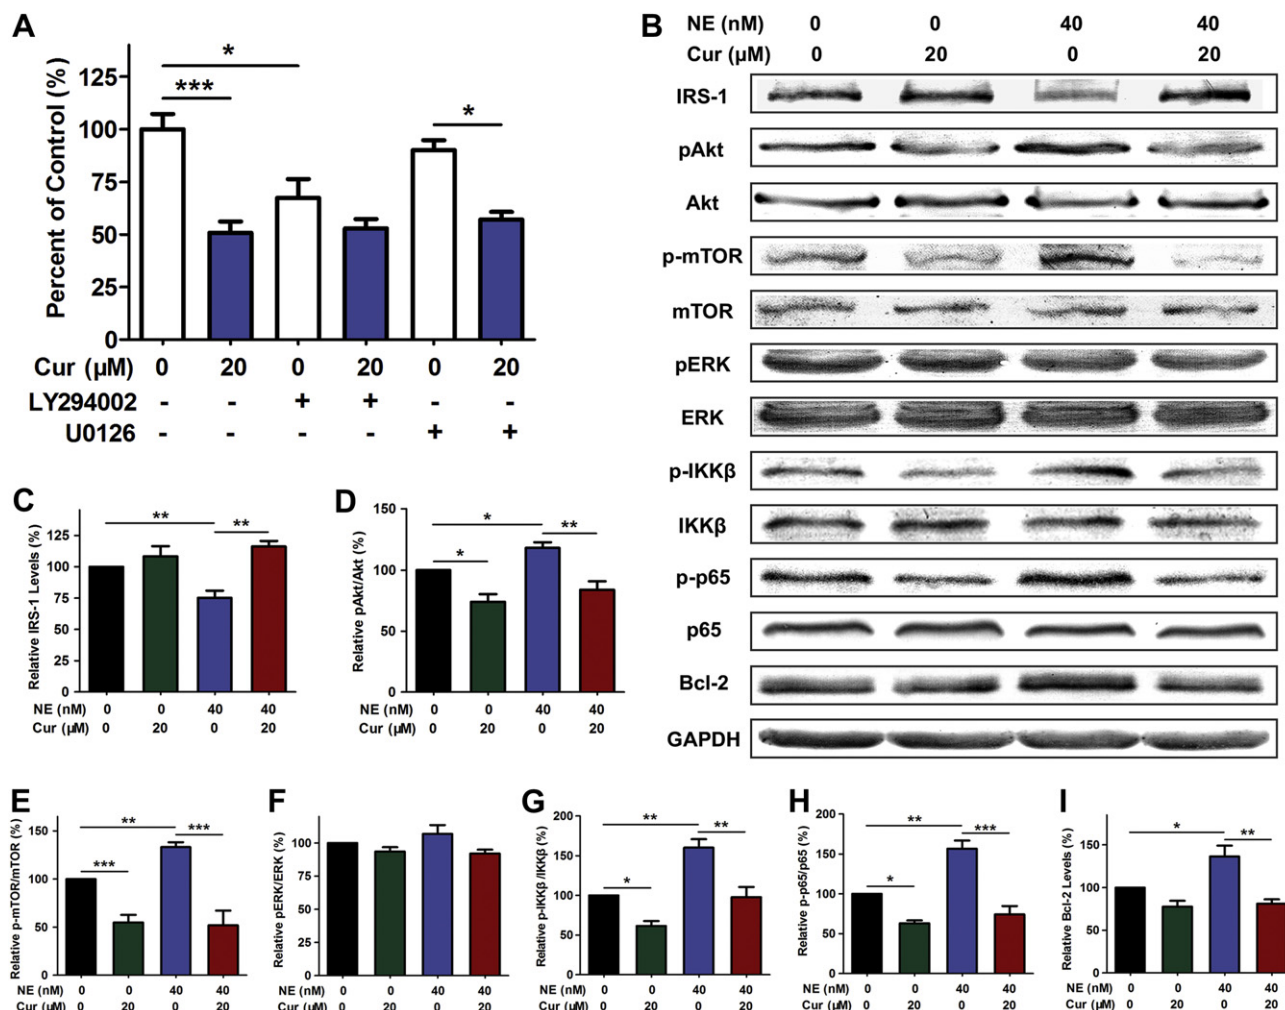 A
Percent of Control (%)
125
100
75
50
25
0
*
***
*
Cur (µM) 0 20 0 20 0 20
LY294002 - - + + - -
U0126 - - - - + +
B
NE (nM) 0 0 40 40
Cur (µM) 0 20 0 20
IRS-1
pAkt
Akt
p-mTOR
mTOR
pERK
ERK
p-IKKβ
IKKβ
p-p65
p65
Bcl-2
GAPDH
C
Relative IRS-1 Levels (%)
125
100
75
50
25
0
** **
NE (nM) 0 0 40 40
Cur (µM) 0 20 0 20
D
Relative pAkt/Akt (%)
150
100
50
0
* * **
NE (nM) 0 0 40 40
Cur (µM) 0 20 0 20
E
Relative p-mTOR/mTOR (%)
150
100
50
0
*** ** ***
NE (nM) 0 0 40 40
Cur (µM) 0 20 0 20
F
Relative pERK/ERK (%)
125
100
75
50
25
0
NE (nM) 0 0 40 40
Cur (µM) 0 20 0 20
G
Relative p-IKKβ/IKKβ (%)
200
150
100
50
0
* ** **
NE (nM) 0 0 40 40
Cur (µM) 0 20 0 20
H
Relative p-p65/p65 (%)
200
150
100
50
0
* ** ***
NE (nM) 0 0 40 40
Cur (µM) 0 20 0 20
I
Relative Bcl-2 Levels (%)
200
150
100
50
0
* **
NE (nM) 0 0 40 40
Cur (µM) 0 20 0 20